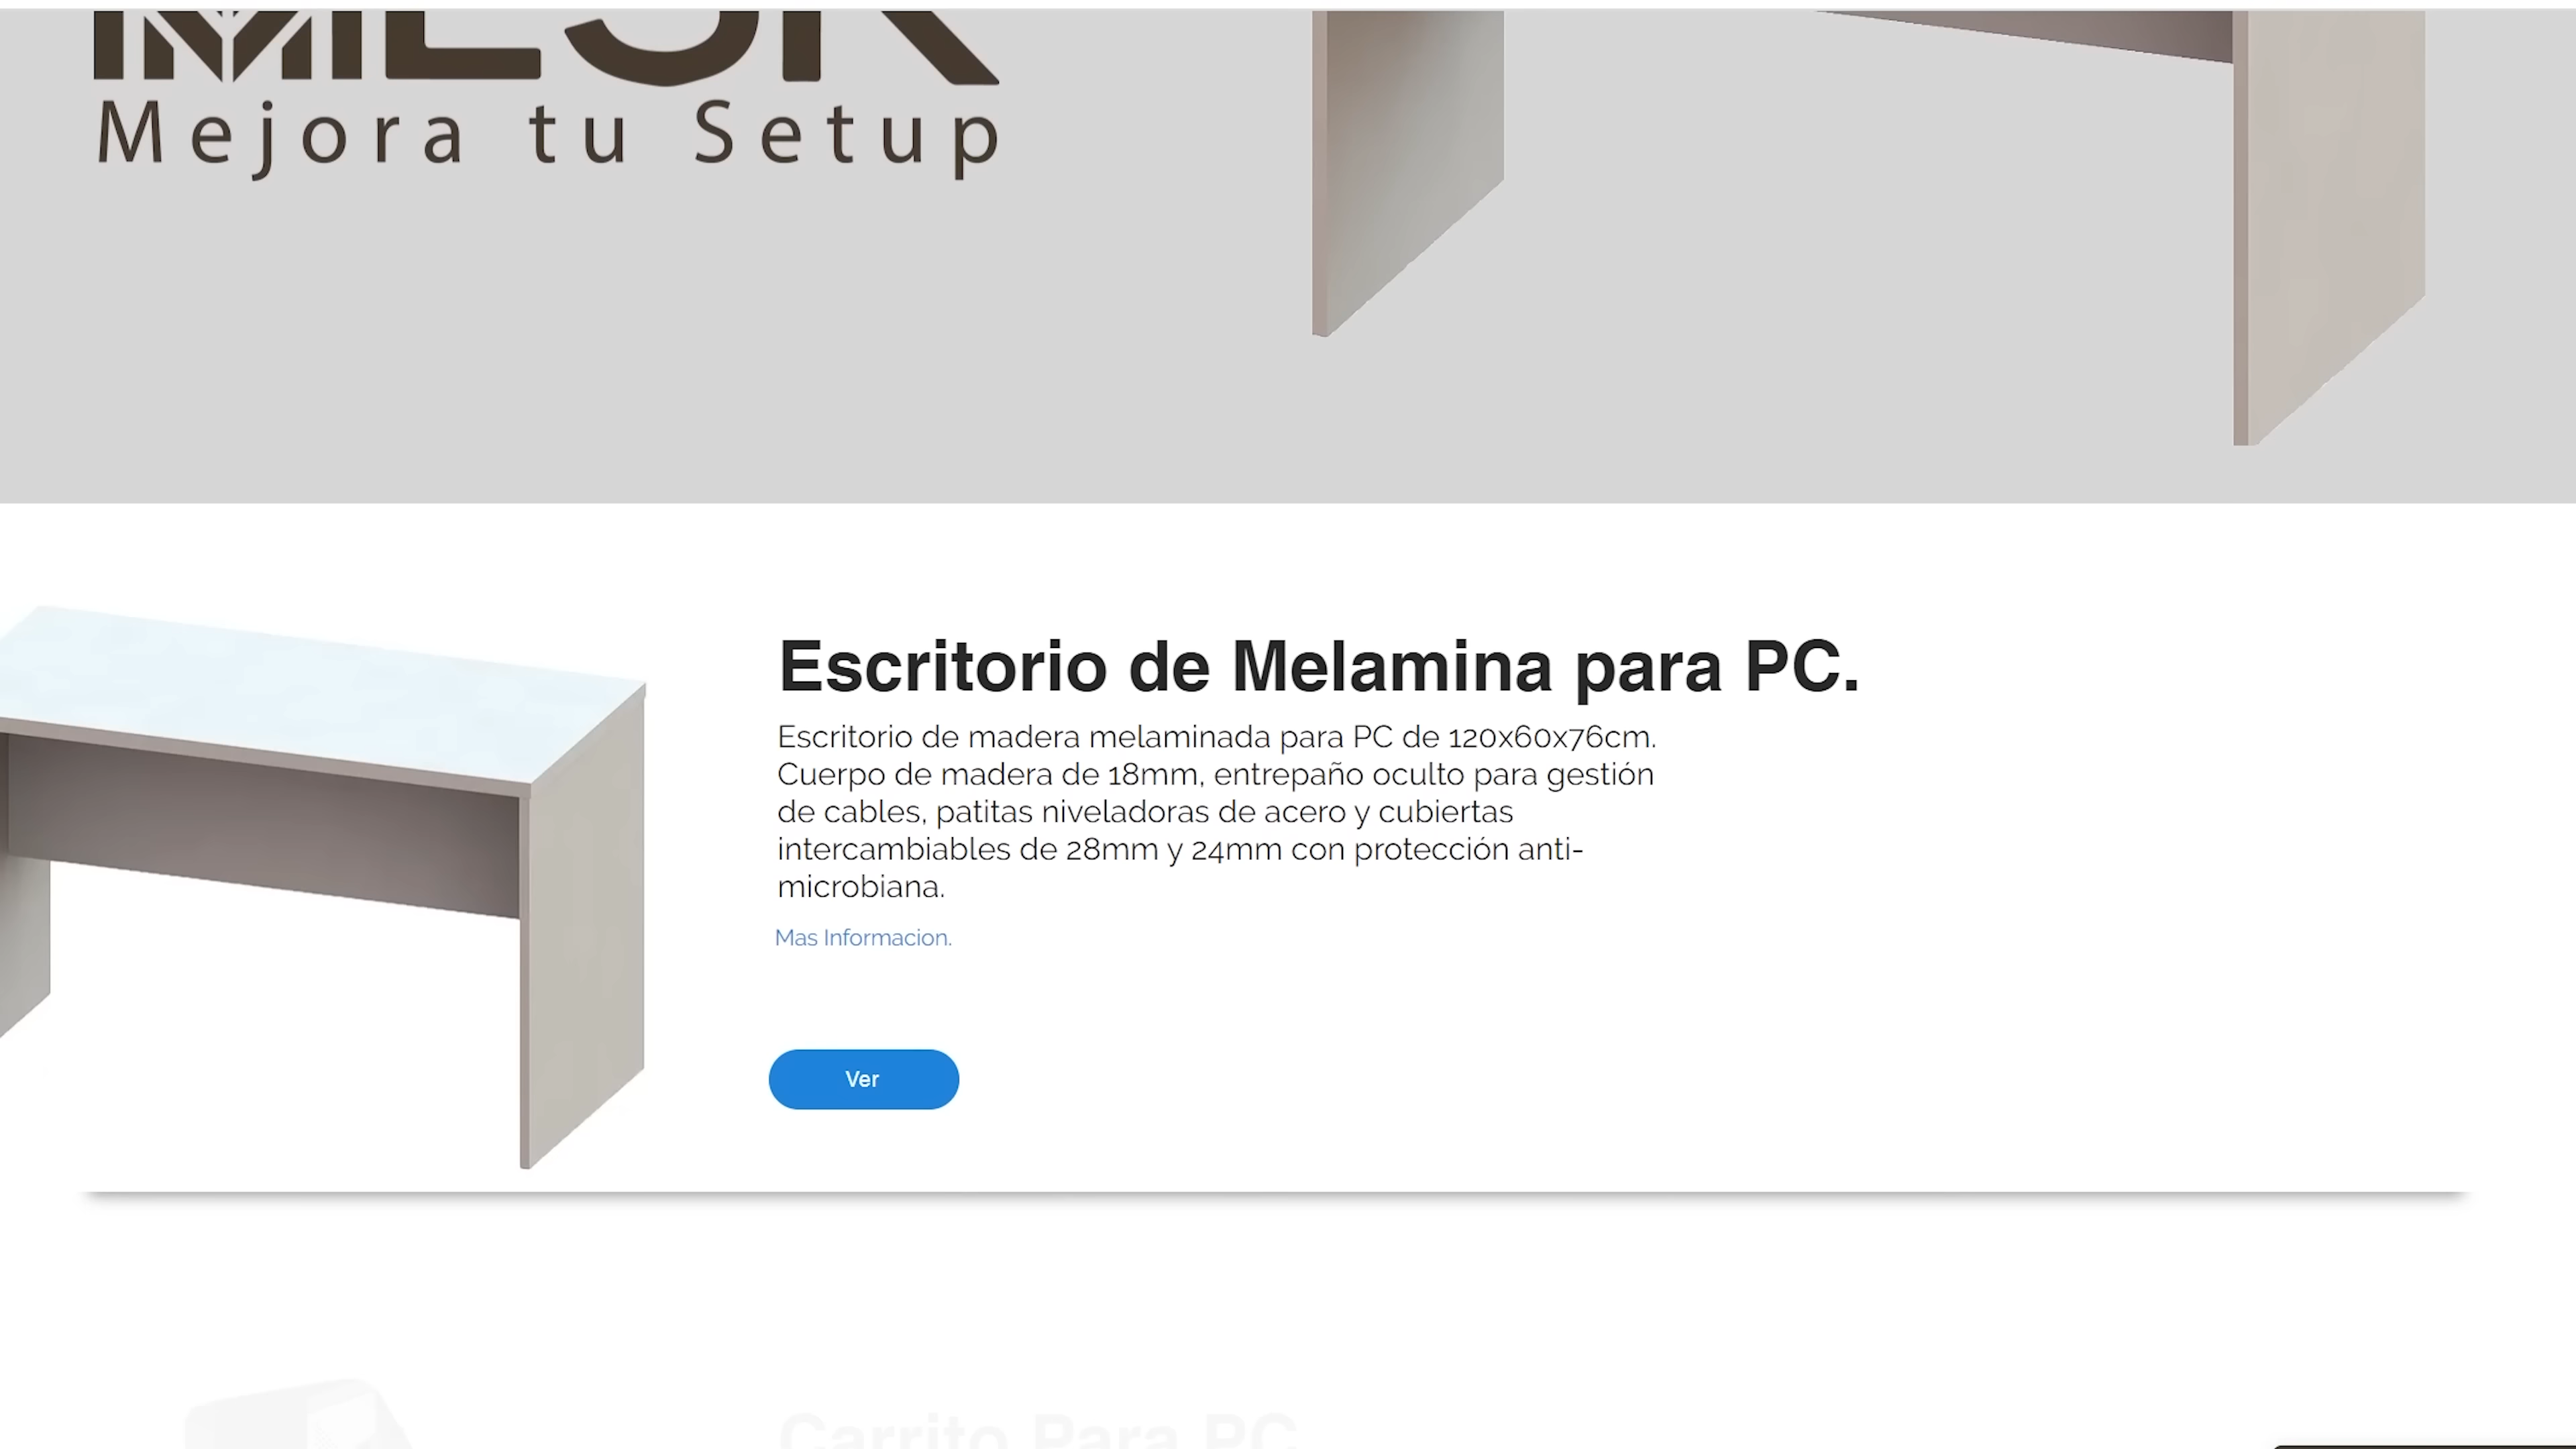 MESK
Mejora tu Setup
Escritorio de Melamina para PC.
Escritorio de madera melaminada para PC de 120x60x76cm.
Cuerpo de madera de 18mm, entrepaño oculto para gestión
de cables, patitas niveladoras de acero y cubiertas
intercambiables de 28mm y 24mm con protección anti-
microbiana.
Mas Informacion.
Ver
Carrito Para PC